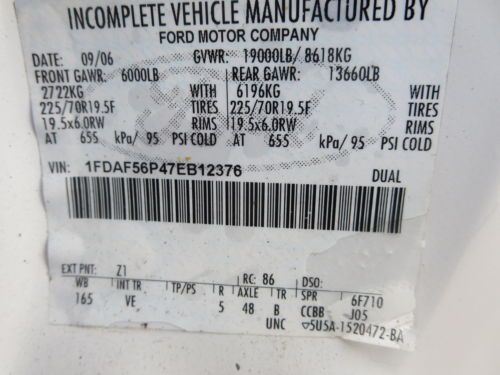 INCOMPLETE VEHICLE MANUFACTURED BY
FORD MOTOR COMPANY
DATE: 09/06 GVWR: 19000LB/ 8618KG
FRONT GAWR: 6000LB REAR GAWR: 13660LB
2722KG WITH 6196KG WITH
225/70R19.5F TIRES 225/70R19.5F TIRES
19.5x6.0RW RIMS 19.5x6.0RW RIMS
AT 655 kPa/ 95 PSI COLD AT 655 kPa/ 95 PSI COLD
VIN: 1FDAF56P47EB12376 DUAL
EXT PNT: Z1 RC: 86 DSO:
WB INT TR TP/PS R AXLE TR SPR 6F710
165 VE 5 48 B CCBB J05
UNC ▽5U5A-1520472-BA